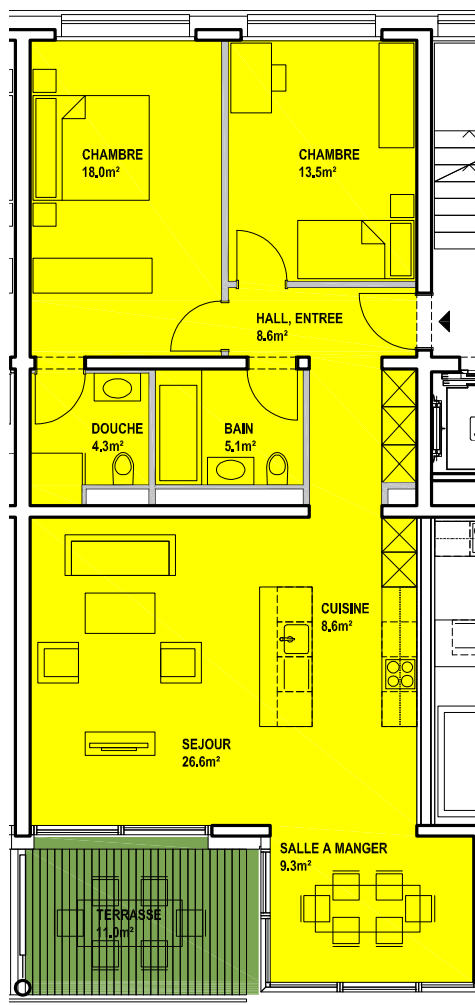 CHAMBRE
18.0m²
CHAMBRE
13.5m²
HALL, ENTREE
8.6m²
DOUCHE
4.3m²
BAIN
5.1m²
CUISINE
8.6m²
SEJOUR
26.6m²
SALLE A MANGER
9.3m²
TERRASSE
11.0m²